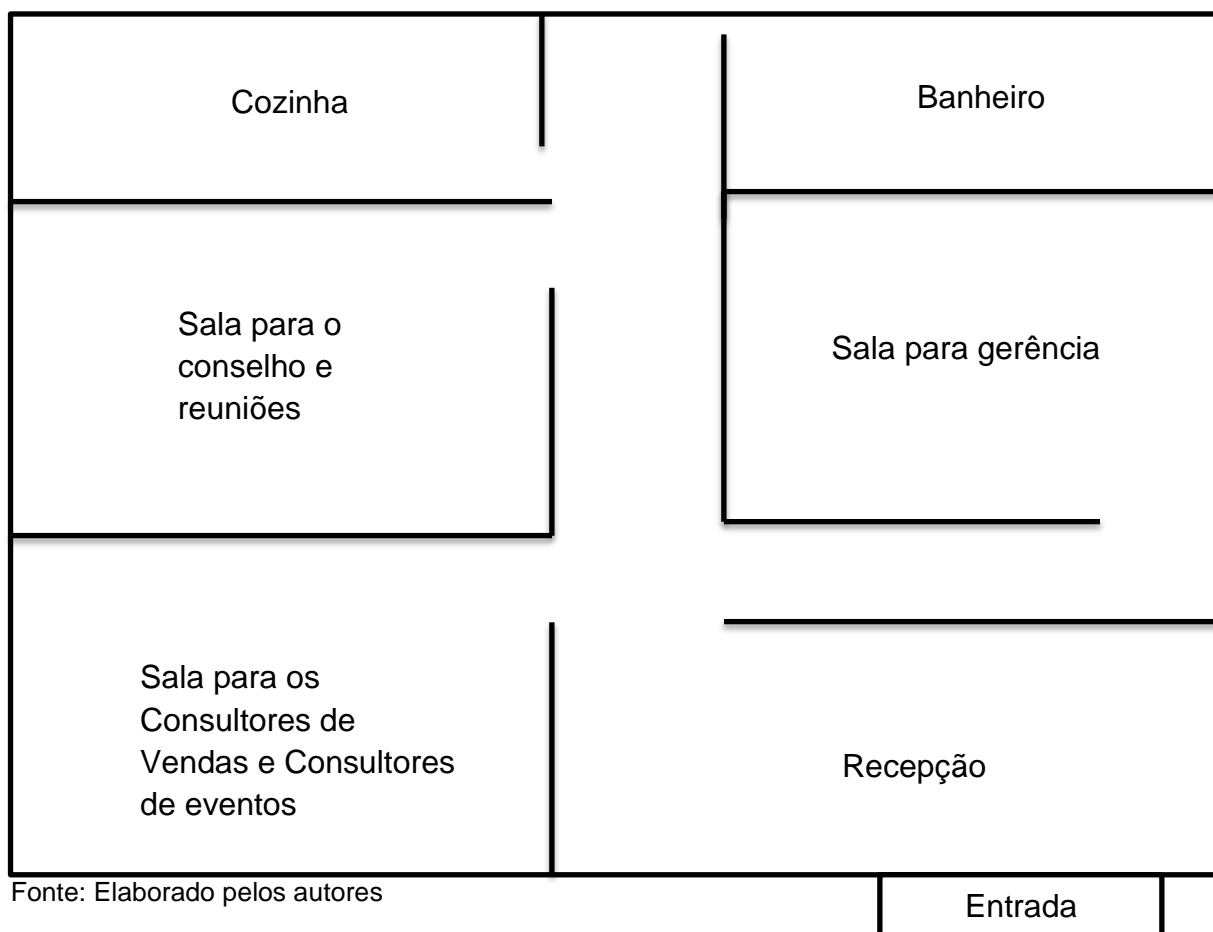 Cozinha
Banheiro
Sala para o
conselho e
reuniões
Sala para gerência
Sala para os
Consultores de
Vendas e Consultores
de eventos
Recepção
Fonte: Elaborado pelos autores
Entrada